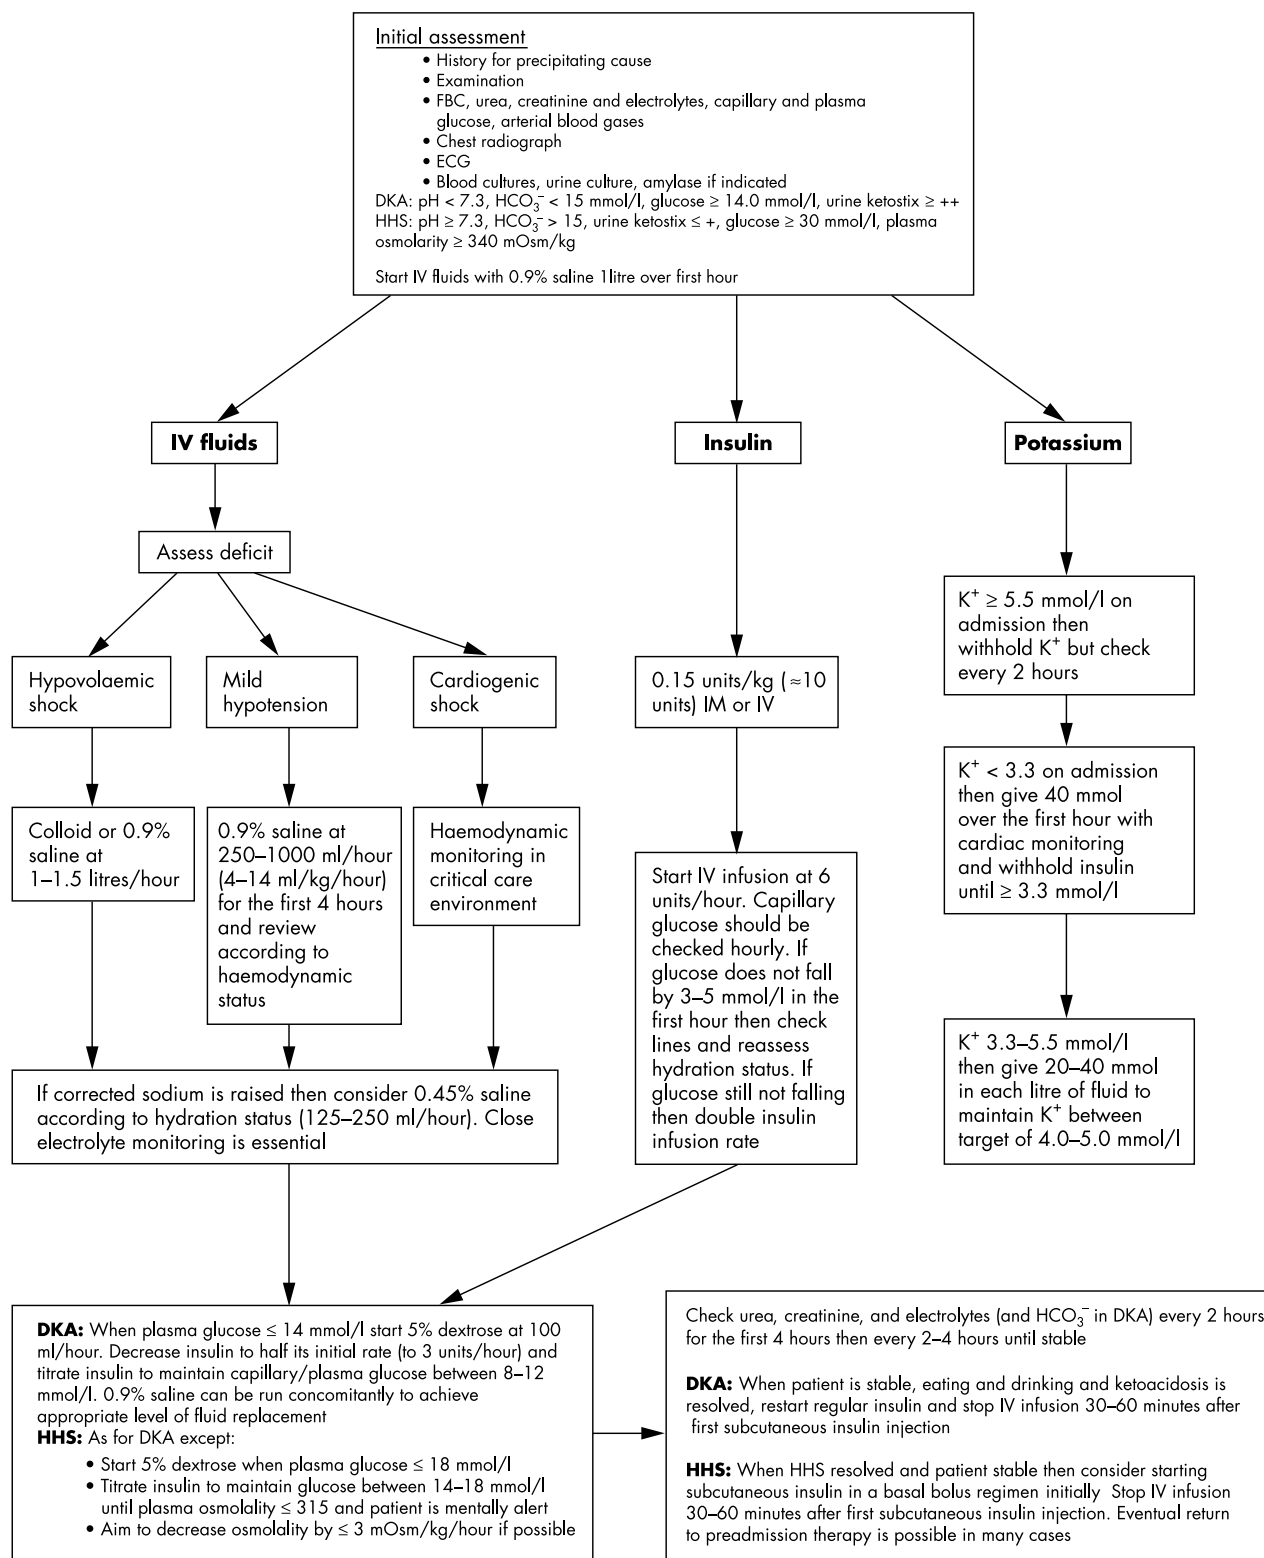 Initial assessment
• History for precipitating cause
• Examination
• FBC, urea, creatinine and electrolytes, capillary and plasma
glucose, arterial blood gases
• Chest radiograph
• ECG
• Blood cultures, urine culture, amylase if indicated
DKA: pH < 7.3, HCO₃⁻ < 15 mmol/l, glucose ≥ 14.0 mmol/l, urine ketostix ≥ ++
HHS: pH ≥ 7.3, HCO₃⁻ > 15, urine ketostix ≤ +, glucose ≥ 30 mmol/l, plasma
osmolarity ≥ 340 mOsm/kg
Start IV fluids with 0.9% saline 1litre over first hour
IV fluids
Insulin
Potassium
Assess deficit
Hypovolaemic
shock
Mild
hypotension
Cardiogenic
shock
Colloid or 0.9%
saline at
1–1.5 litres/hour
0.9% saline at
250–1000 ml/hour
(4–14 ml/kg/hour)
for the first 4 hours
and review
according to
haemodynamic
status
Haemodynamic
monitoring in
critical care
environment
If corrected sodium is raised then consider 0.45% saline
according to hydration status (125–250 ml/hour). Close
electrolyte monitoring is essential
0.15 units/kg (≈10
units) IM or IV
Start IV infusion at 6
units/hour. Capillary
glucose should be
checked hourly. If
glucose does not fall
by 3–5 mmol/l in the
first hour then check
lines and reassess
hydration status. If
glucose still not falling
then double insulin
infusion rate
K⁺ ≥ 5.5 mmol/l on
admission then
withhold K⁺ but check
every 2 hours
K⁺ < 3.3 on admission
then give 40 mmol
over the first hour with
cardiac monitoring
and withhold insulin
until ≥ 3.3 mmol/l
K⁺ 3.3–5.5 mmol/l
then give 20–40 mmol
in each litre of fluid to
maintain K⁺ between
target of 4.0–5.0 mmol/l
DKA: When plasma glucose ≤ 14 mmol/l start 5% dextrose at 100
ml/hour. Decrease insulin to half its initial rate (to 3 units/hour) and
titrate insulin to maintain capillary/plasma glucose between 8–12
mmol/l. 0.9% saline can be run concomitantly to achieve
appropriate level of fluid replacement
HHS: As for DKA except:
• Start 5% dextrose when plasma glucose ≤ 18 mmol/l
• Titrate insulin to maintain glucose between 14–18 mmol/l
until plasma osmolality ≤ 315 and patient is mentally alert
• Aim to decrease osmolality by ≤ 3 mOsm/kg/hour if possible
Check urea, creatinine, and electrolytes (and HCO₃⁻ in DKA) every 2 hours
for the first 4 hours then every 2–4 hours until stable
DKA: When patient is stable, eating and drinking and ketoacidosis is
resolved, restart regular insulin and stop IV infusion 30–60 minutes after
first subcutaneous insulin injection
HHS: When HHS resolved and patient stable then consider starting
subcutaneous insulin in a basal bolus regimen initially Stop IV infusion
30–60 minutes after first subcutaneous insulin injection. Eventual return
to preadmission therapy is possible in many cases